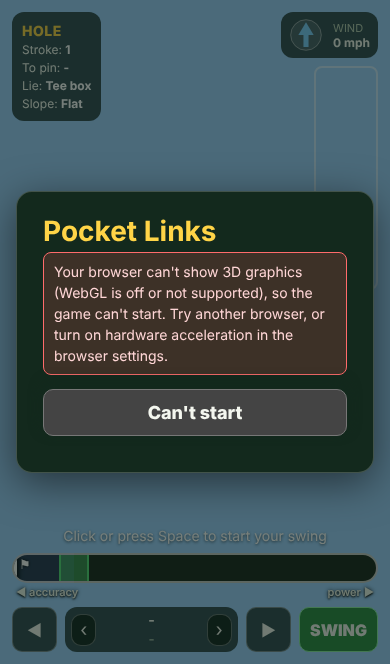 HOLE
Stroke: 1
To pin: -
Lie: Tee box
Slope: Flat
WIND
0 mph
Pocket Links
Your browser can't show 3D graphics
(WebGL is off or not supported), so the
game can't start. Try another browser, or
turn on hardware acceleration in the
browser settings.
Can't start
Click or press Space to start your swing
◀ accuracy
power ▶
◀
‹
-
-
›
▶
SWING